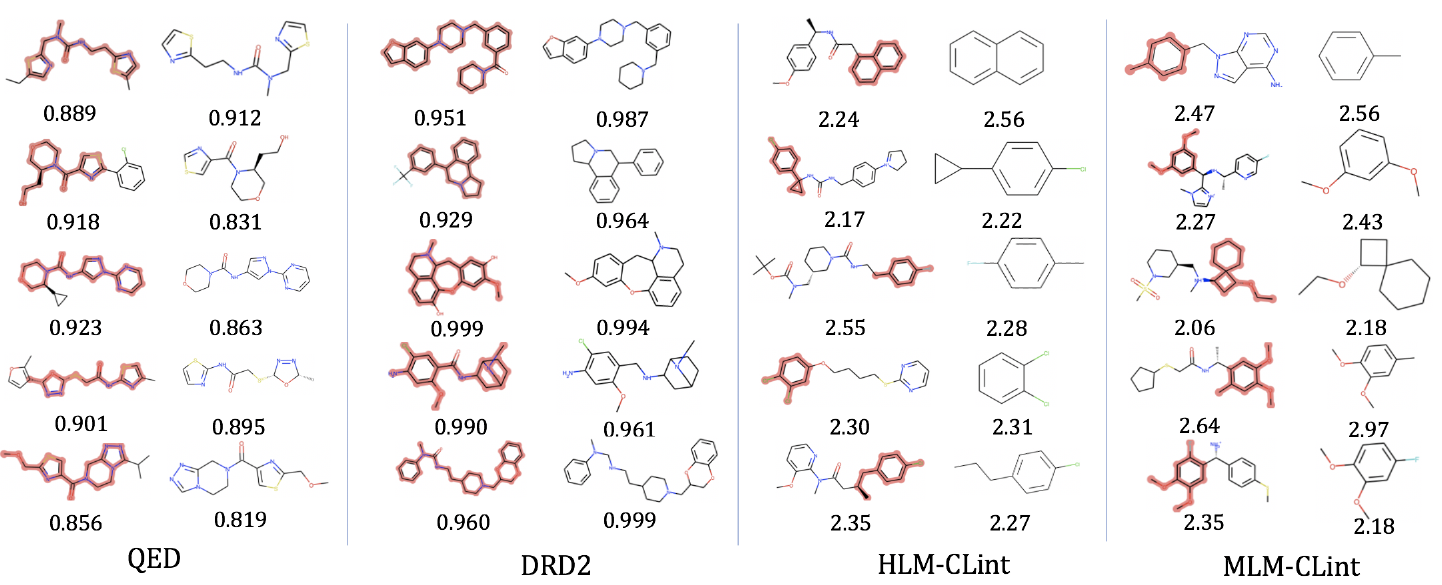 0.889 0.912 0.951 0.987 2.24 2.56 2.47 2.56
0.918 0.831 0.929 0.964 2.17 2.22 2.27 2.43
0.923 0.863 0.999 0.994 2.55 2.28 2.06 2.18
0.901 0.895 0.990 0.961 2.30 2.31 2.64 2.97
0.856 0.819 0.960 0.999 2.35 2.27 2.35 2.18
QED DRD2 HLM-CLint MLM-CLint